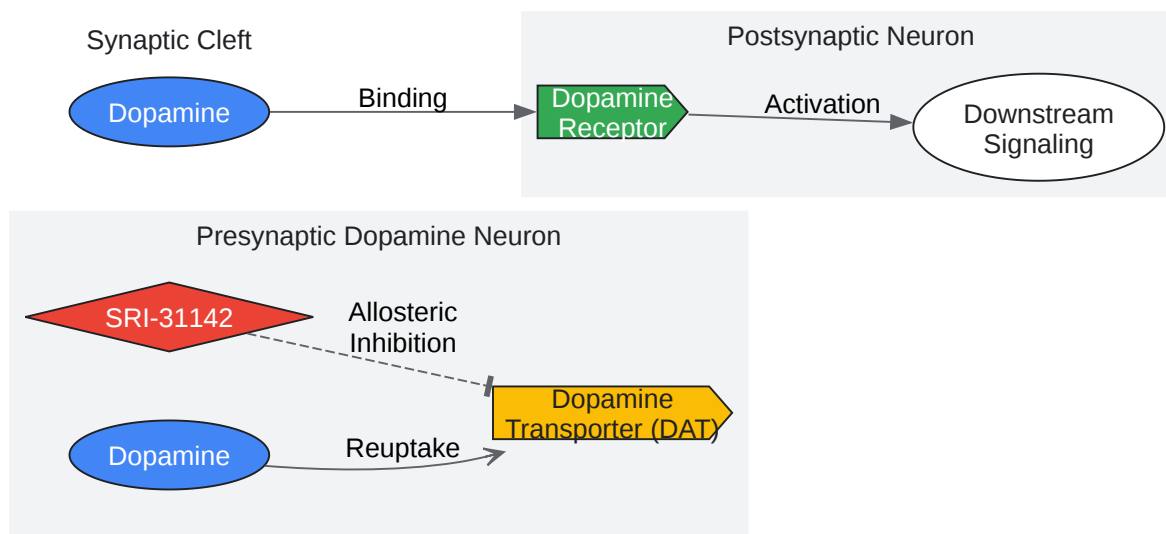 Synaptic Cleft
Postsynaptic Neuron
Dopamine
Binding
Dopamine
Receptor
Activation
Downstream
Signaling
Presynaptic Dopamine Neuron
SRI-31142
Allosteric
Inhibition
Dopamine
Transporter (DAT)
Dopamine
Reuptake